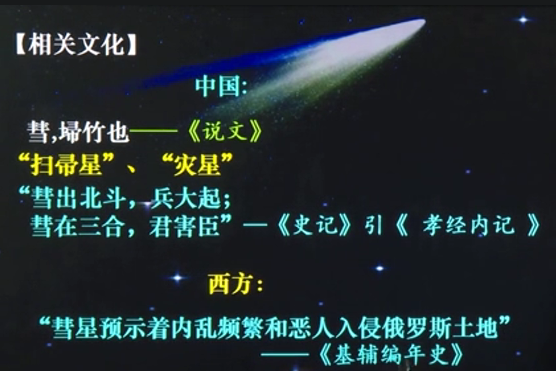 【相关文化】
中国:
彗,埽竹也——《说文》
“扫帚星”、“灾星”
“彗出北斗，兵大起；
彗在三合，君害臣”—《史记》引《 孝经内记 》
西方：
“彗星预示着内乱频繁和恶人入侵俄罗斯土地”
——《基辅编年史》